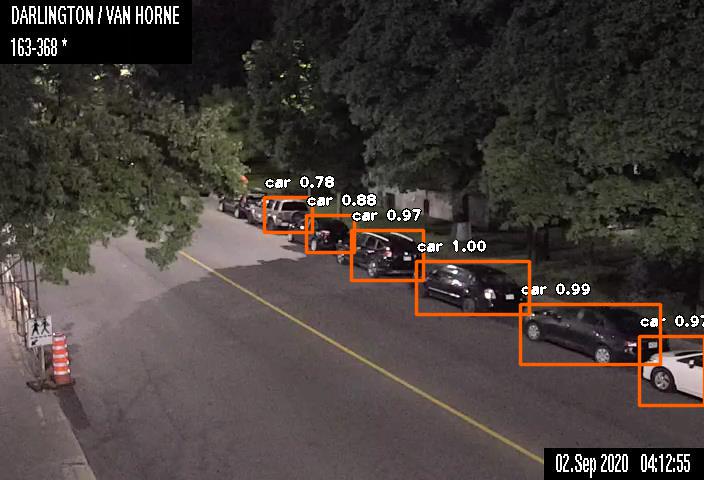 DARLINGTON / VAN HORNE
163-368 *
car 0.78
car 0.88
car 0.97
car 1.00
car 0.99
car 0.97
02.Sep 2020 04:12:55